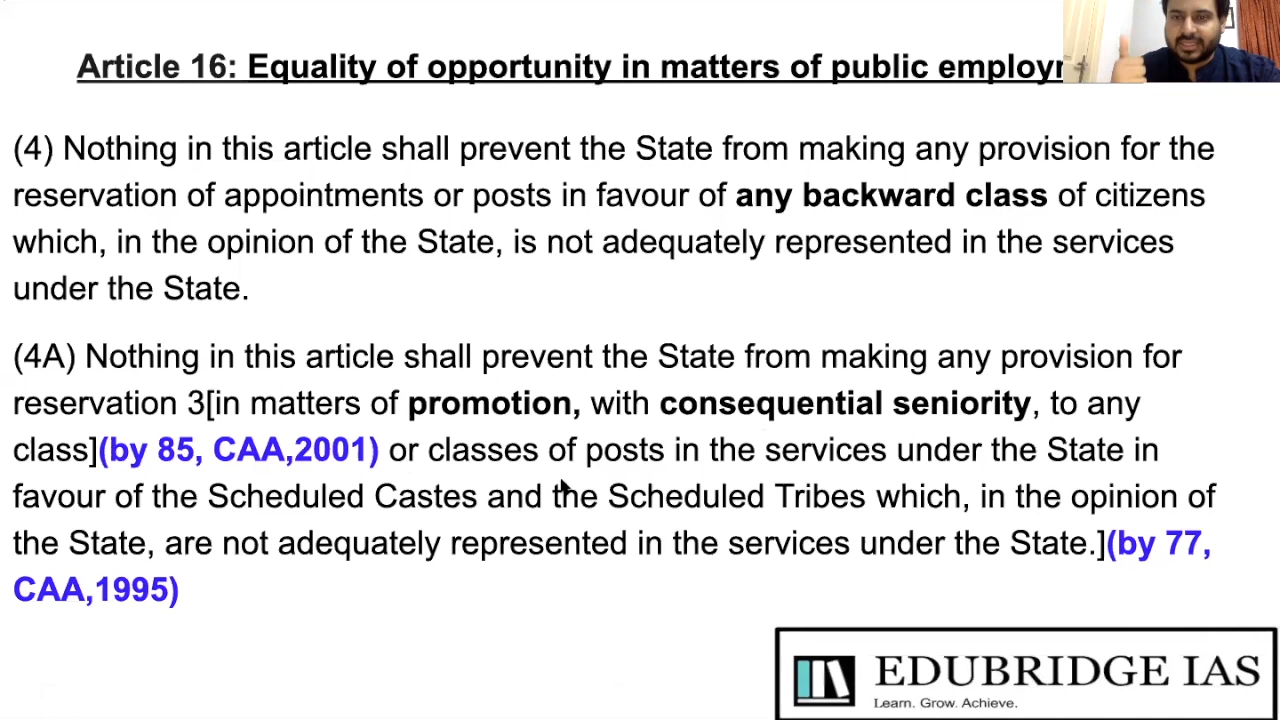 Article 16: Equality of opportunity in matters of public
(4) Nothing in this article shall prevent the State from making any provision for the
reservation of appointments or posts in favour of any backward class of citizens
which, in the opinion of the State, is not adequately represented in the services
under the State.
(4A) Nothing in this article shall prevent the State from making any provision for
reservation 3[in matters of promotion, with consequential seniority, to any
class](by 85, CAA,2001) or classes of posts in the services under the State in
favour of the Scheduled Castes and the Scheduled Tribes which, in the opinion of
the State, are not adequately represented in the services under the State.](by 77,
CAA,1995)
EDUBRIDGE IAS
Learn. Grow. Achieve.